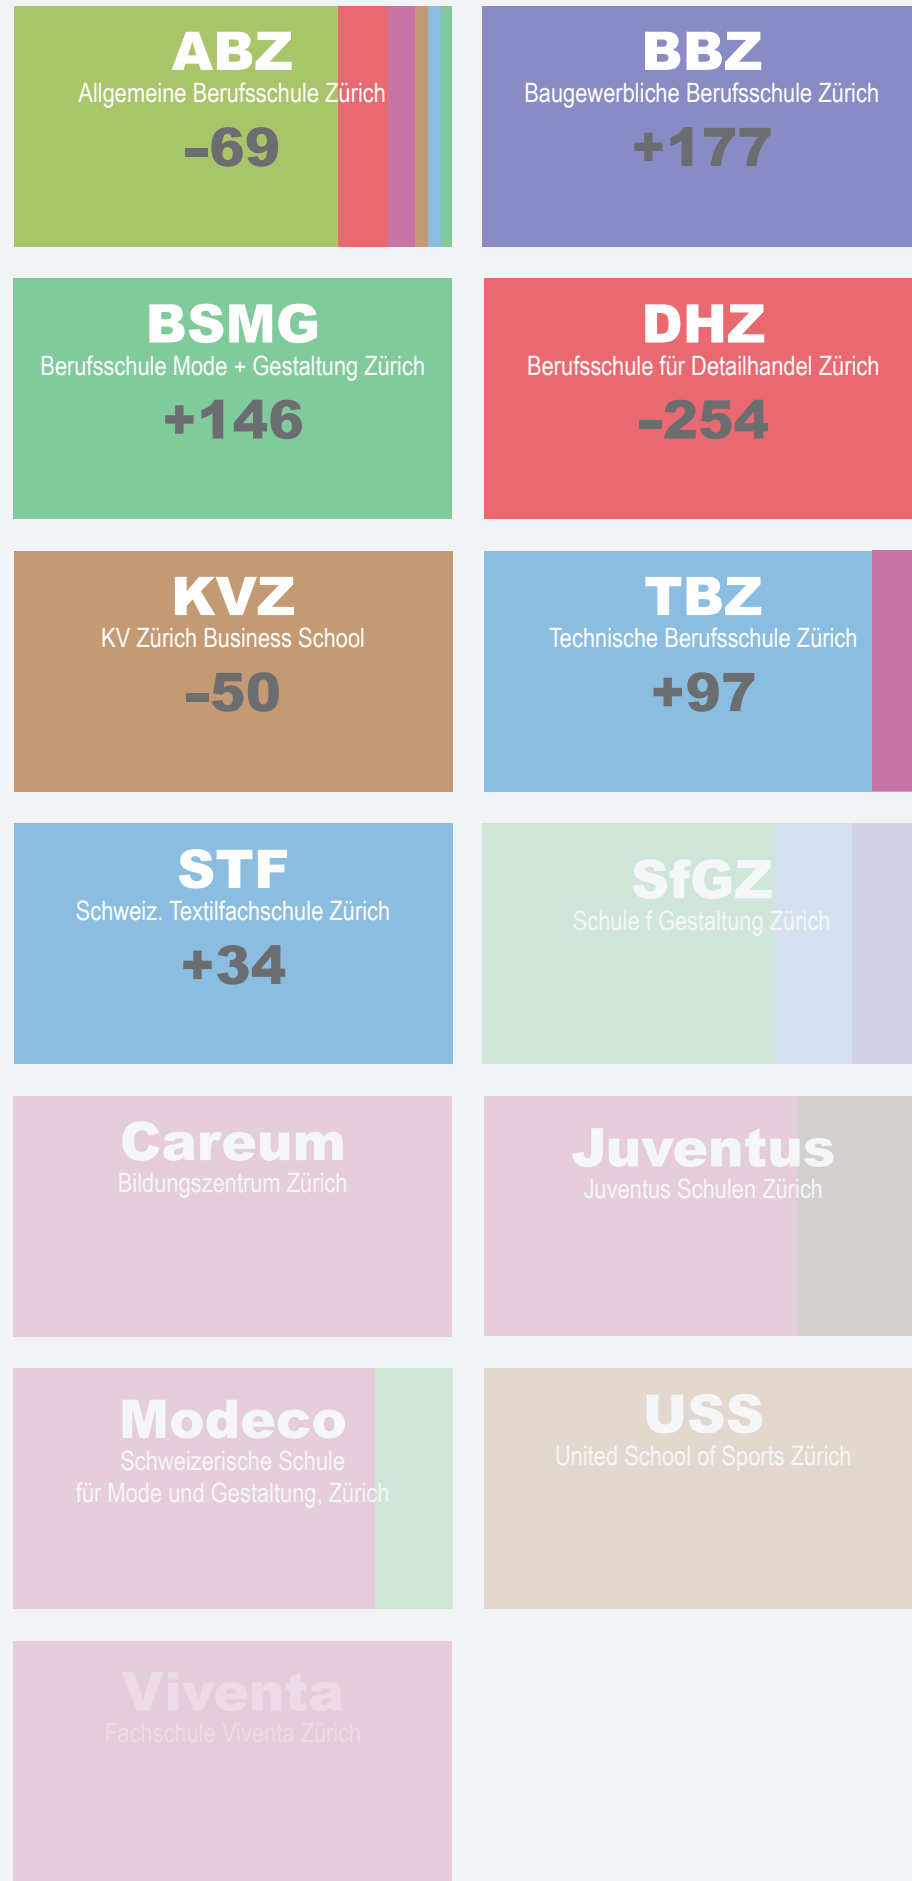 ABZ
Allgemeine Berufsschule Zürich
-69
BBZ
Baugewerbliche Berufsschule Zürich
+177
BSMG
Berufsschule Mode + Gestaltung Zürich
+146
DHZ
Berufsschule für Detailhandel Zürich
-254
KVZ
KV Zürich Business School
-50
TBZ
Technische Berufsschule Zürich
+97
STF
Schweiz. Textilfachschule Zürich
+34
SfGZ
Schule f Gestaltung Zürich
Careum
Bildungszentrum Zürich
Juventus
Juventus Schulen Zürich
Modeco
Schweizerische Schule
für Mode und Gestaltung, Zürich
USS
United School of Sports Zürich
Viventa
Fachschule Viventa Zürich